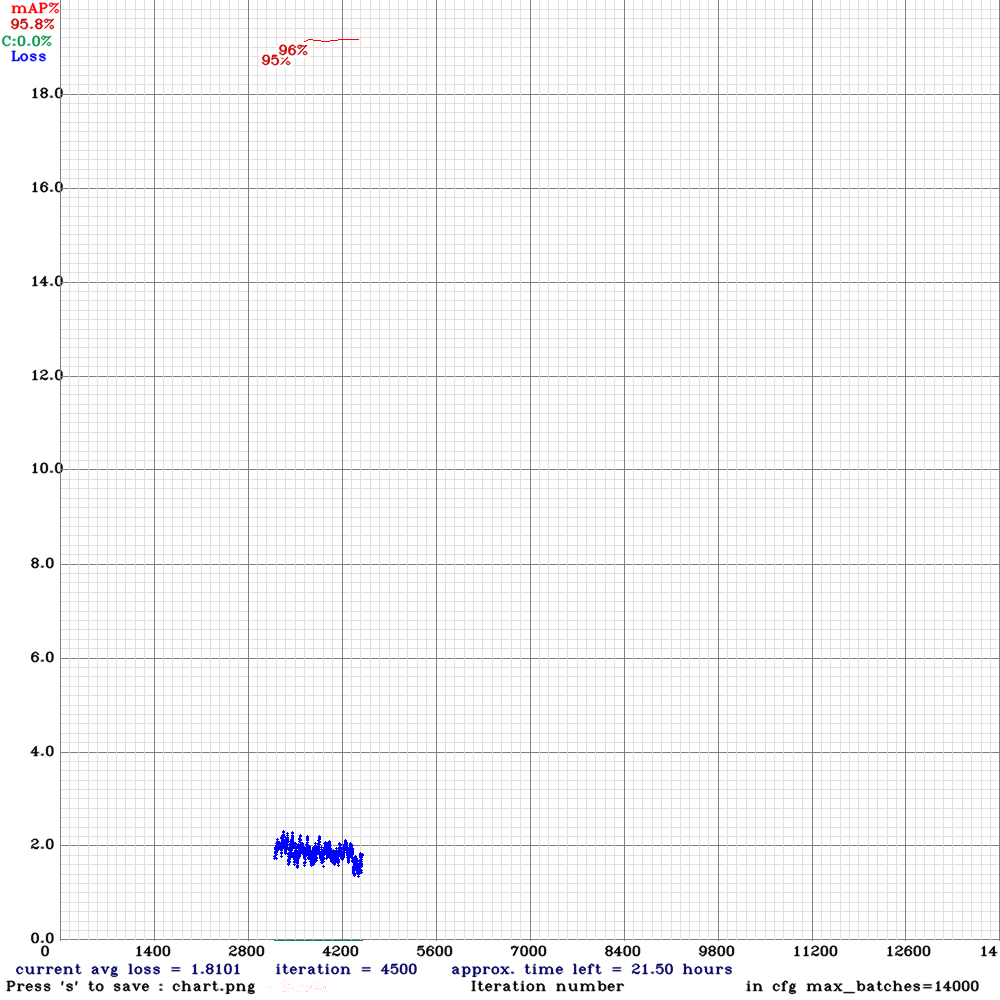 mAP%
95.8%
C:0.0%
Loss
96%
95%
18.0
16.0
14.0
12.0
10.0
8.0
6.0
4.0
2.0
0.0
0 1400 2800 4200 5600 7000 8400 9800 11200 12600 14
current avg loss = 1.8101 iteration = 4500 approx. time left = 21.50 hours
Press 's' to save : chart.png Iteration number in cfg max_batches=14000